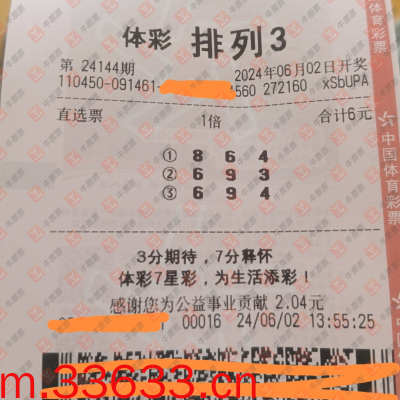 体彩 排列3
第 24144期 2024年06月02日开奖
110450-091461- 560 272160 xSbUPA
直选票 1倍 合计6元
① 8 6 4
② 6 9 3
③ 6 9 4
3分期待，7分释怀
体彩7星彩，为生活添彩！
感谢您为公益事业贡献 2.04元
00016 24/06/02 13:55:25
m.33633.cn
体育彩票
中国体育彩票